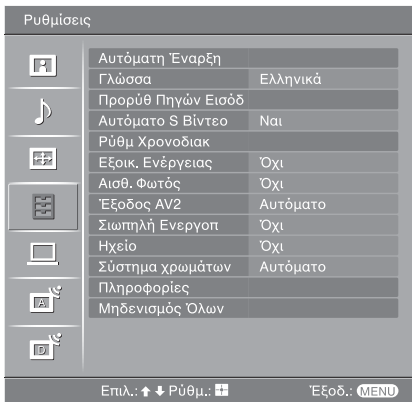 Ρυθμίσεις
Αυτόματη Έναρξη
Γλώσσα Ελληνικά
Προρύθ Πηγών Εισόδ
Αυτόματο S Βίντεο Ναι
Ρύθμ Χρονοδιακ
Εξοικ. Ενέργειας Όχι
Αισθ. Φωτός Όχι
Έξοδος AV2 Αυτόματο
Σιωπηλή Ενεργοπ Όχι
Ηχείο Όχι
Σύστημα χρωμάτων Αυτόματο
Πληροφορίες
Μηδενισμός Όλων
A
D
Επιλ.: Ρύθμ.: Έξοδ.: MENU